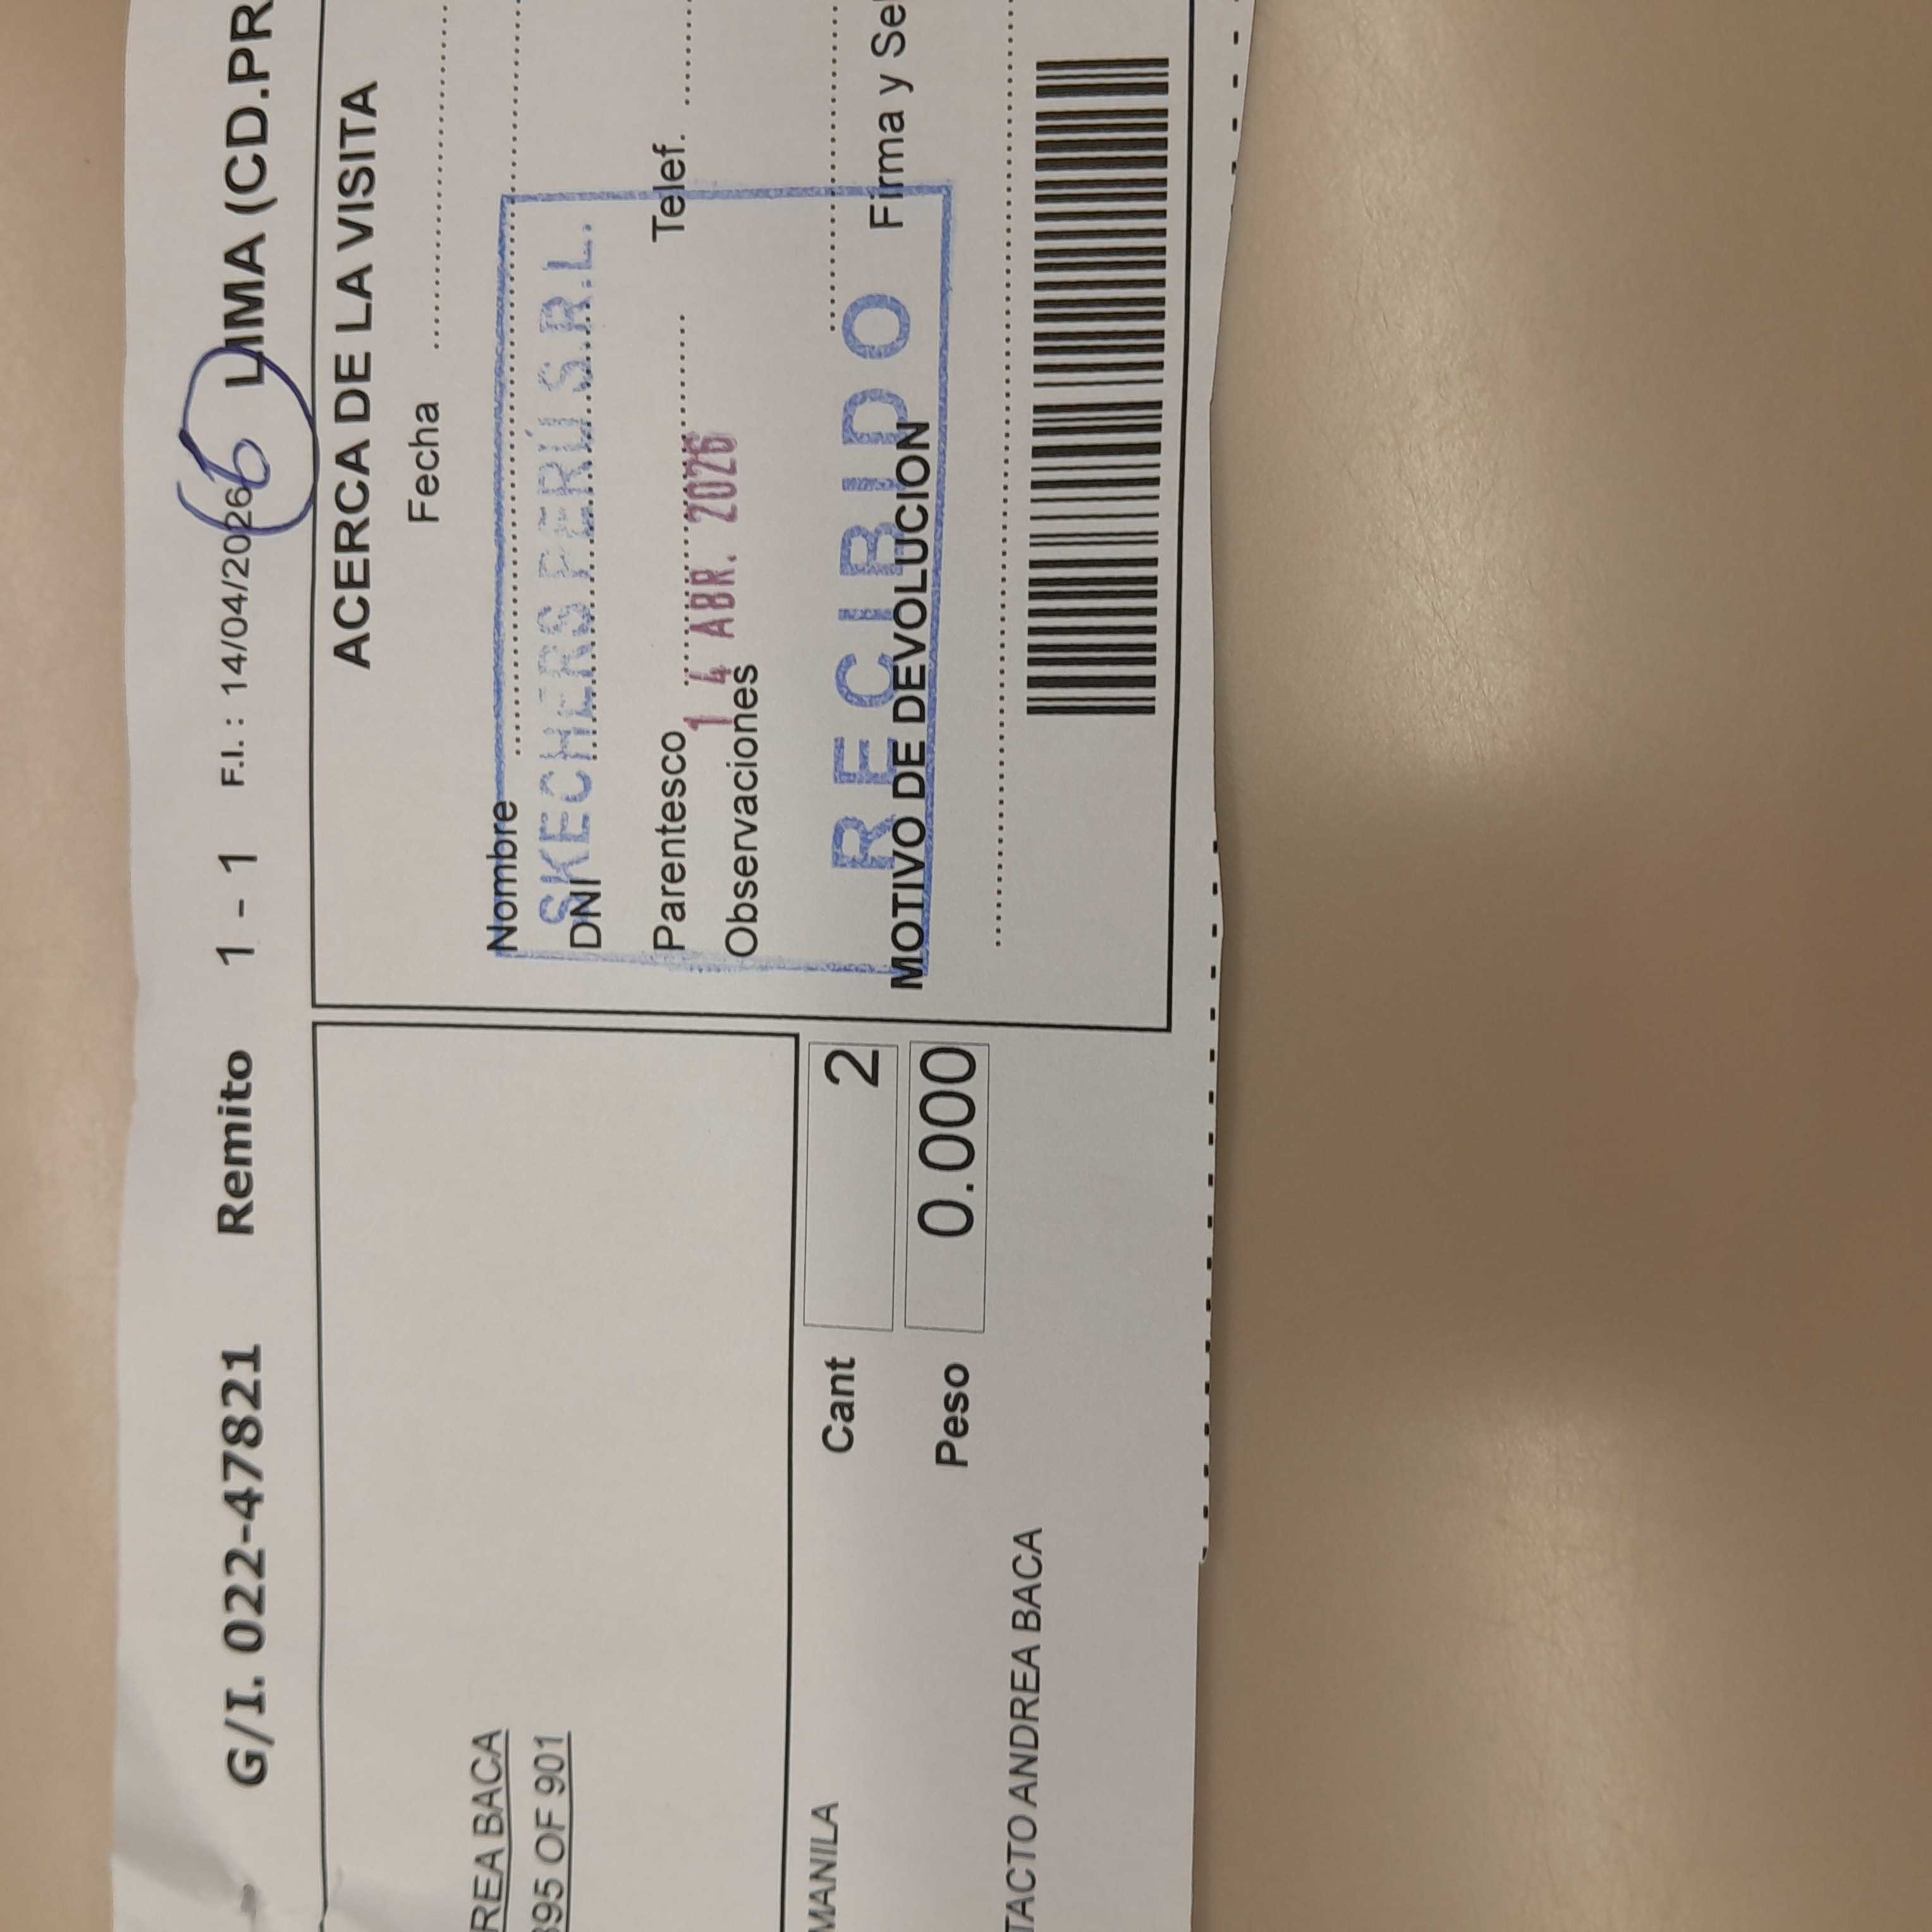 G/I. 022-47821 Remito 1 - 1 F.I.: 14/04/2026 6 LIMA (CD.PR
ACERCA DE LA VISITA
Fecha
REA BACA
395 OF 901
Nombre
SKECHERS PERÚ S.R.L.
DNI
Parentesco Telef.
14 ABR. 2026
Observaciones
MANILA
Cant 2
Peso 0.000
RECIBIDO
Firma y Se
MOTIVO DE DEVOLUCION
TACTO ANDREA BACA